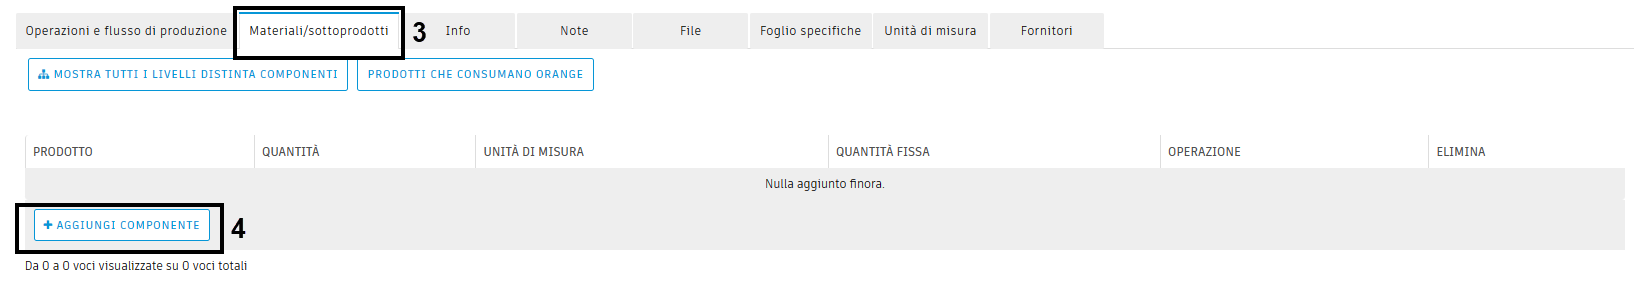 Operazioni e flusso di produzione Materiali/sottoprodotti 3 Info Note File Foglio specifiche Unità di misura Fornitori
MOSTRA TUTTI I LIVELLI DISTINTA COMPONENTI PRODOTTI CHE CONSUMANO ORANGE
PRODOTTO QUANTITÀ UNITÀ DI MISURA QUANTITÀ FISSA OPERAZIONE ELIMINA
Nulla aggiunto finora.
+ AGGIUNGI COMPONENTE 4
Da 0 a 0 voci visualizzate su 0 voci totali